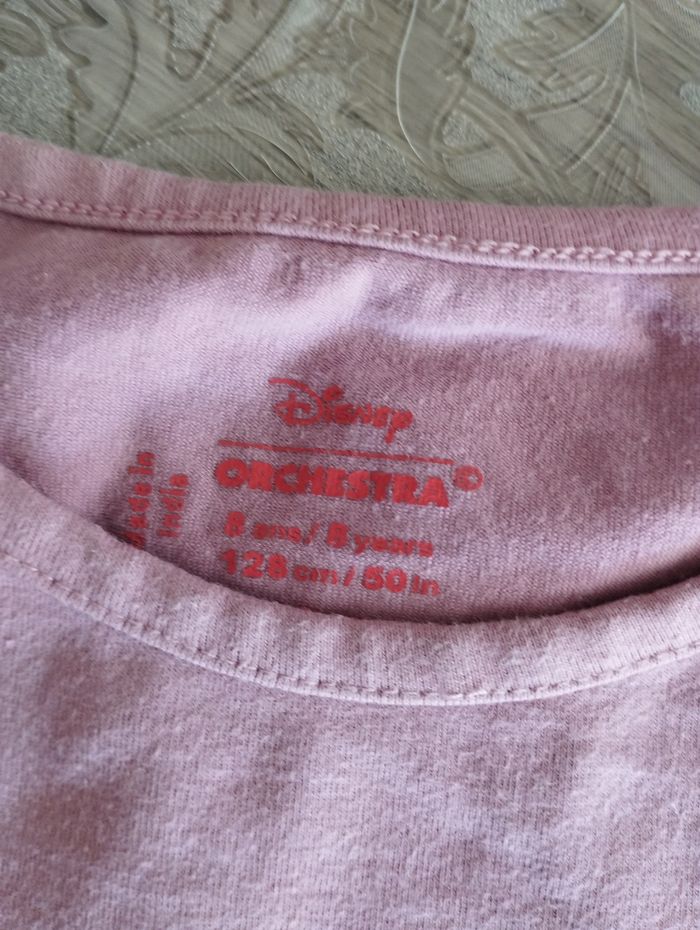 Disney
ORCHESTRA©
8 ans / 8 years
128 cm / 50 in.
Made in
India